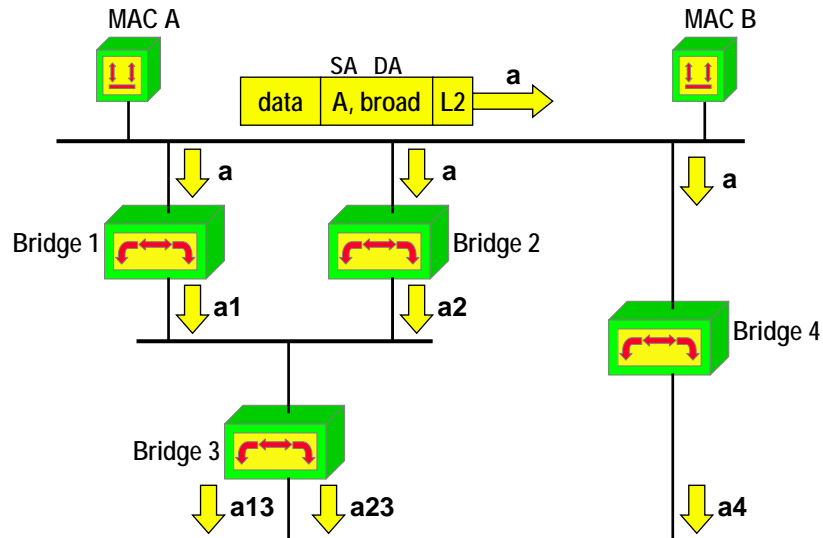 MAC A
MAC B
SA DA
a
data
A, broad
L2
a
a
a
Bridge 1
Bridge 2
a1
a2
Bridge 4
Bridge 3
a13
a23
a4